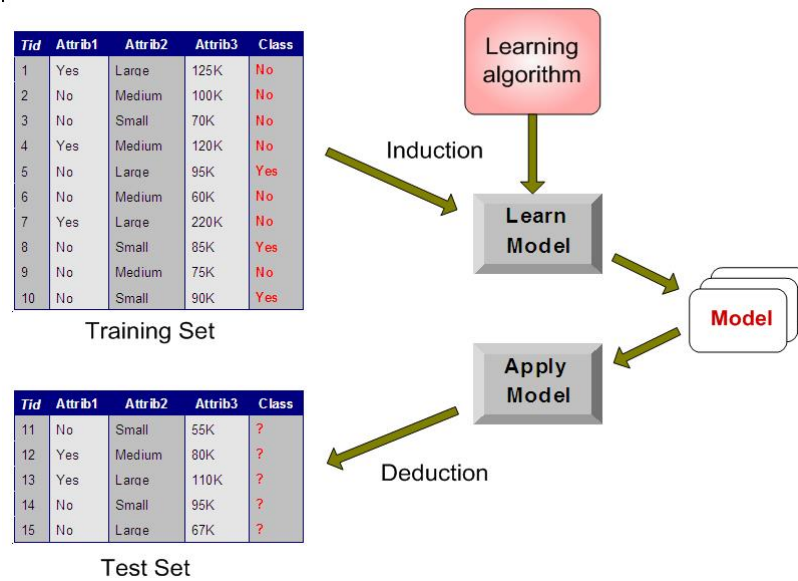 Tid Attrib1 Attrib2 Attrib3 Class
1 Yes Large 125K No
2 No Medium 100K No
3 No Small 70K No
4 Yes Medium 120K No
5 No Large 95K Yes
6 No Medium 60K No
7 Yes Large 220K No
8 No Small 85K Yes
9 No Medium 75K No
10 No Small 90K Yes
Training Set
Learning
algorithm
Induction
Learn
Model
Model
Apply
Model
Deduction
Tid Attrib1 Attrib2 Attrib3 Class
11 No Small 55K ?
12 Yes Medium 80K ?
13 Yes Large 110K ?
14 No Small 95K ?
15 No Large 67K ?
Test Set